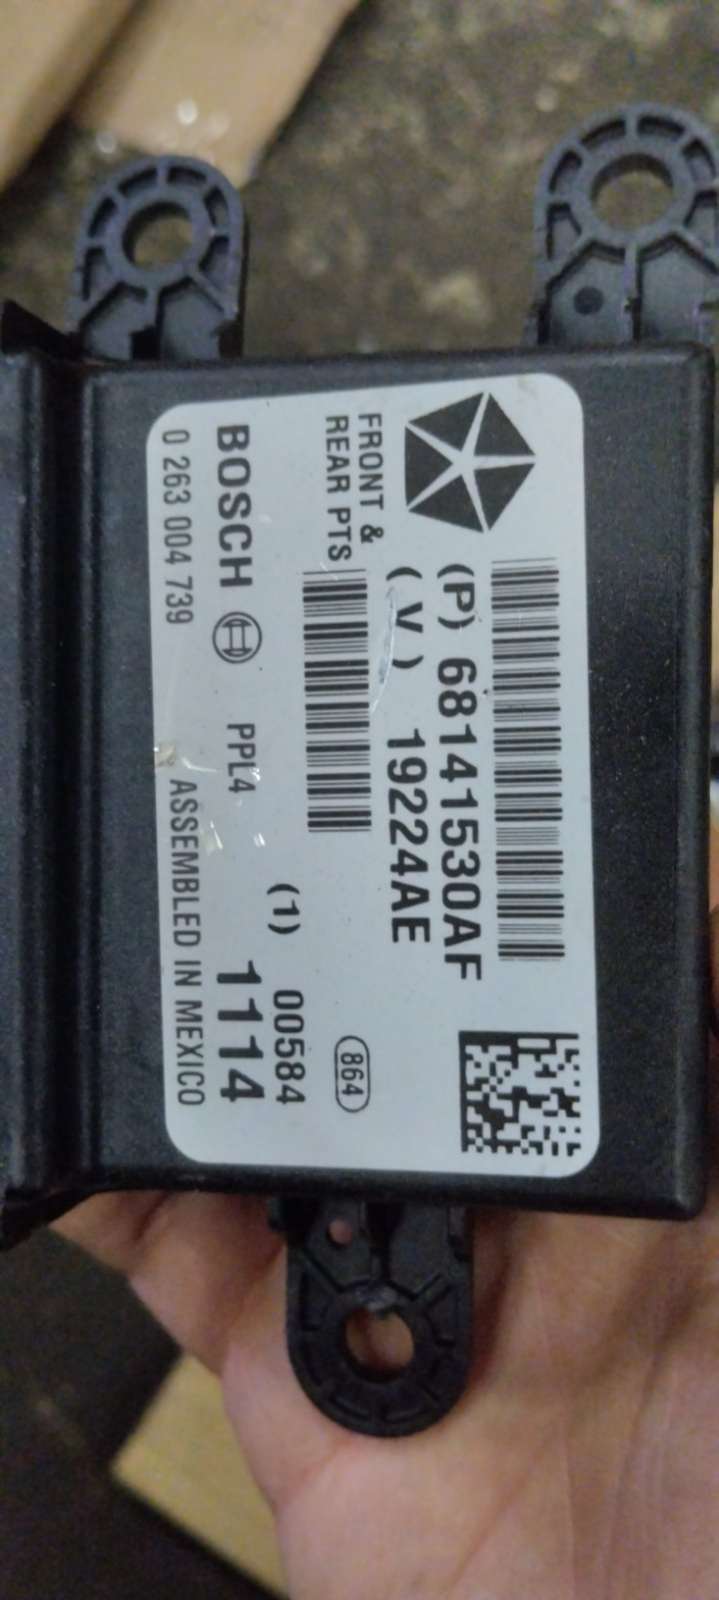 (P) 68141530AF
(V) 19224AE
FRONT &
REAR PTS
864
(1) 00584
BOSCH PPL4 1114
0 263 004 739 ASSEMBLED IN MEXICO